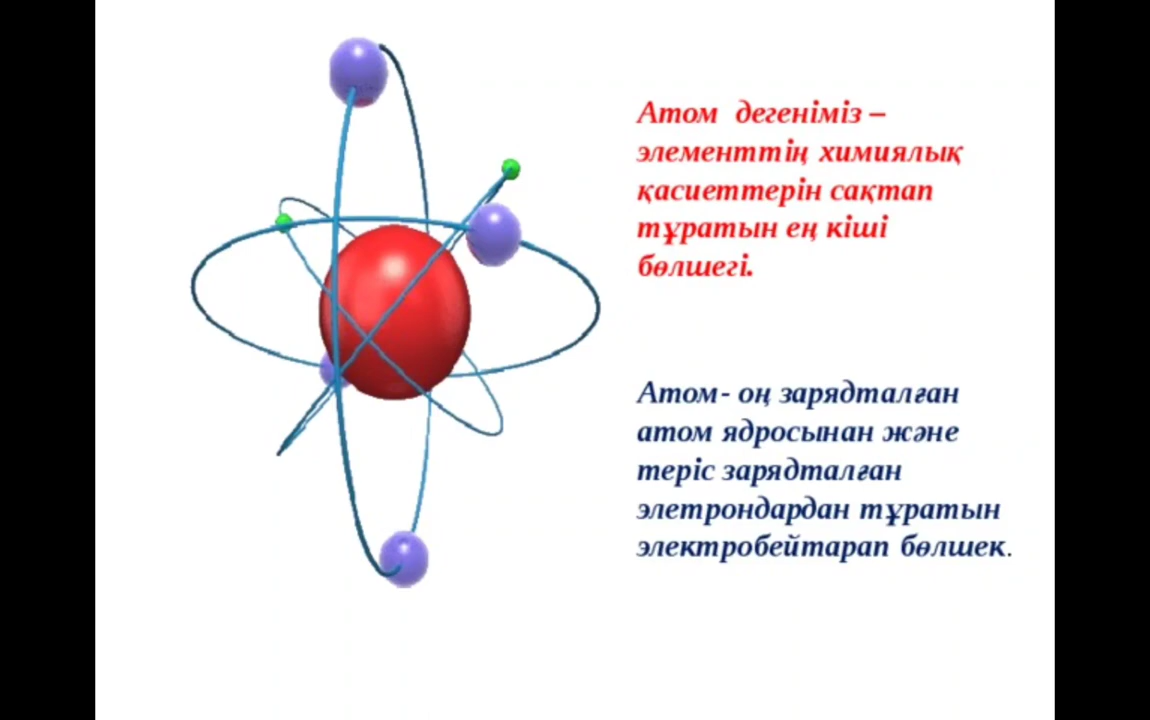 Атом дегеніміз –
элементтің химиялық
қасиеттерін сақтап
тұратын ең кіші
бөлшегі.
Атом- оң зарядталған
атом ядросынан және
теріс зарядталған
элетрондардан тұратын
электробейтарап бөлшек.